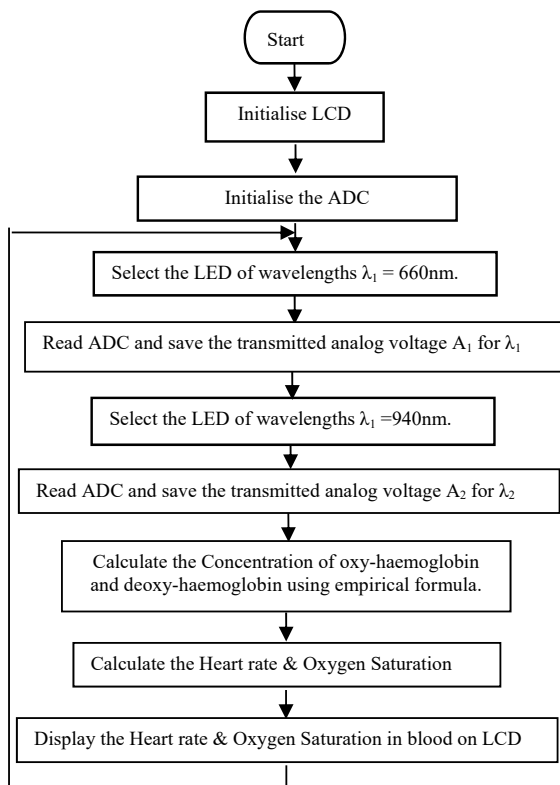 Start
Initialise LCD
Initialise the ADC
Select the LED of wavelengths λ₁ = 660nm.
Read ADC and save the transmitted analog voltage A₁ for λ₁
Select the LED of wavelengths λ₁ =940nm.
Read ADC and save the transmitted analog voltage A₂ for λ₂
Calculate the Concentration of oxy-haemoglobin
and deoxy-haemoglobin using empirical formula.
Calculate the Heart rate & Oxygen Saturation
Display the Heart rate & Oxygen Saturation in blood on LCD